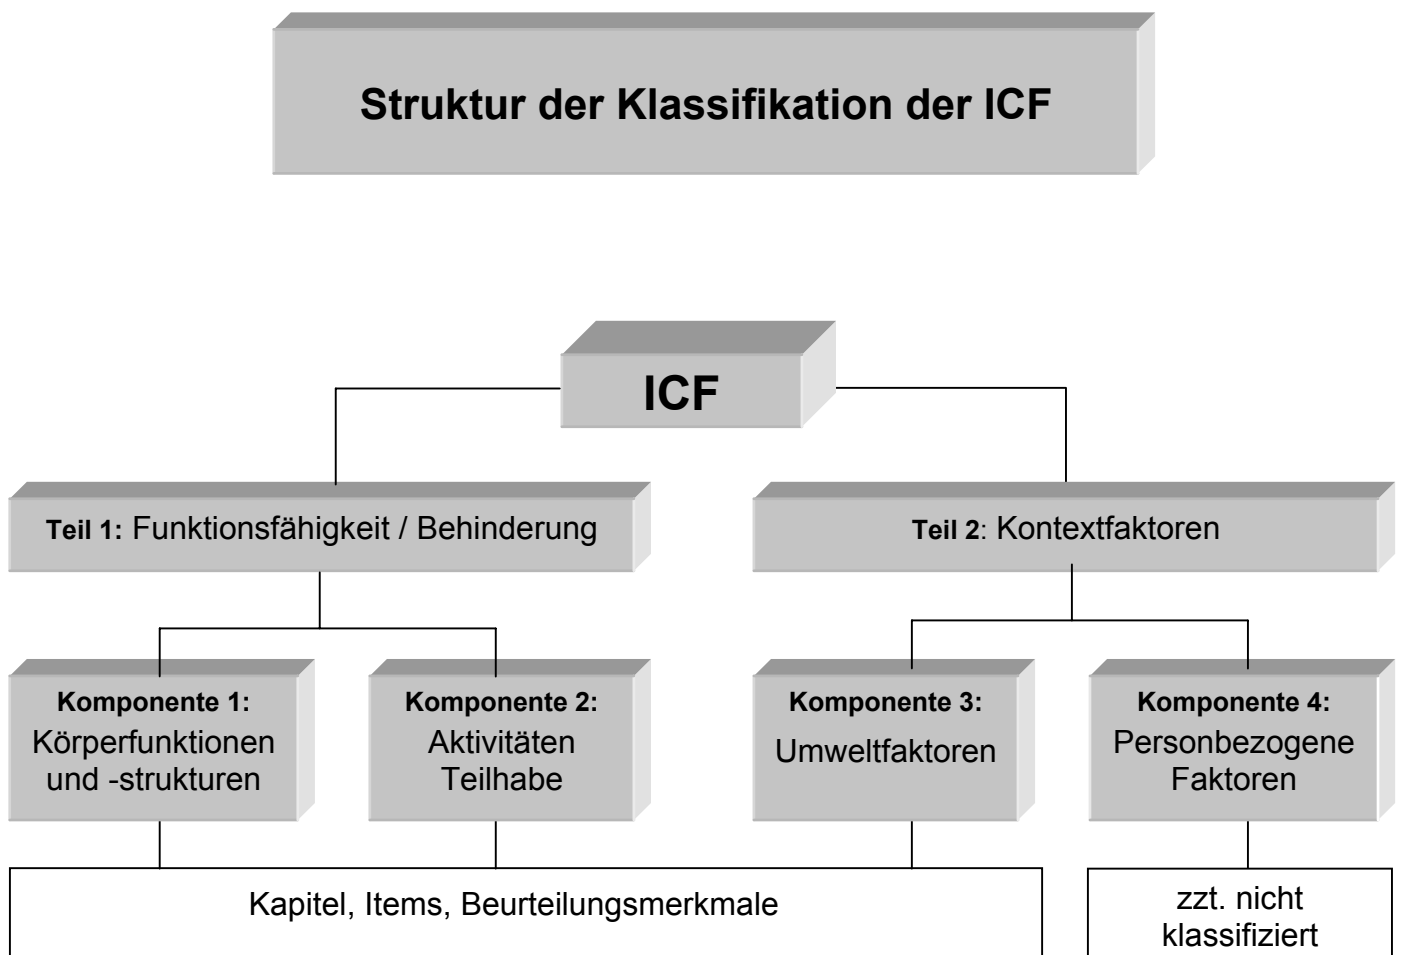 Struktur der Klassifikation der ICF
ICF
Teil 1: Funktionsfähigkeit / Behinderung
Teil 2: Kontextfaktoren
Komponente 1:
Körperfunktionen
und -strukturen
Komponente 2:
Aktivitäten
Teilhabe
Komponente 3:
Umweltfaktoren
Komponente 4:
Personbezogene
Faktoren
Kapitel, Items, Beurteilungsmerkmale
zzt. nicht
klassifiziert